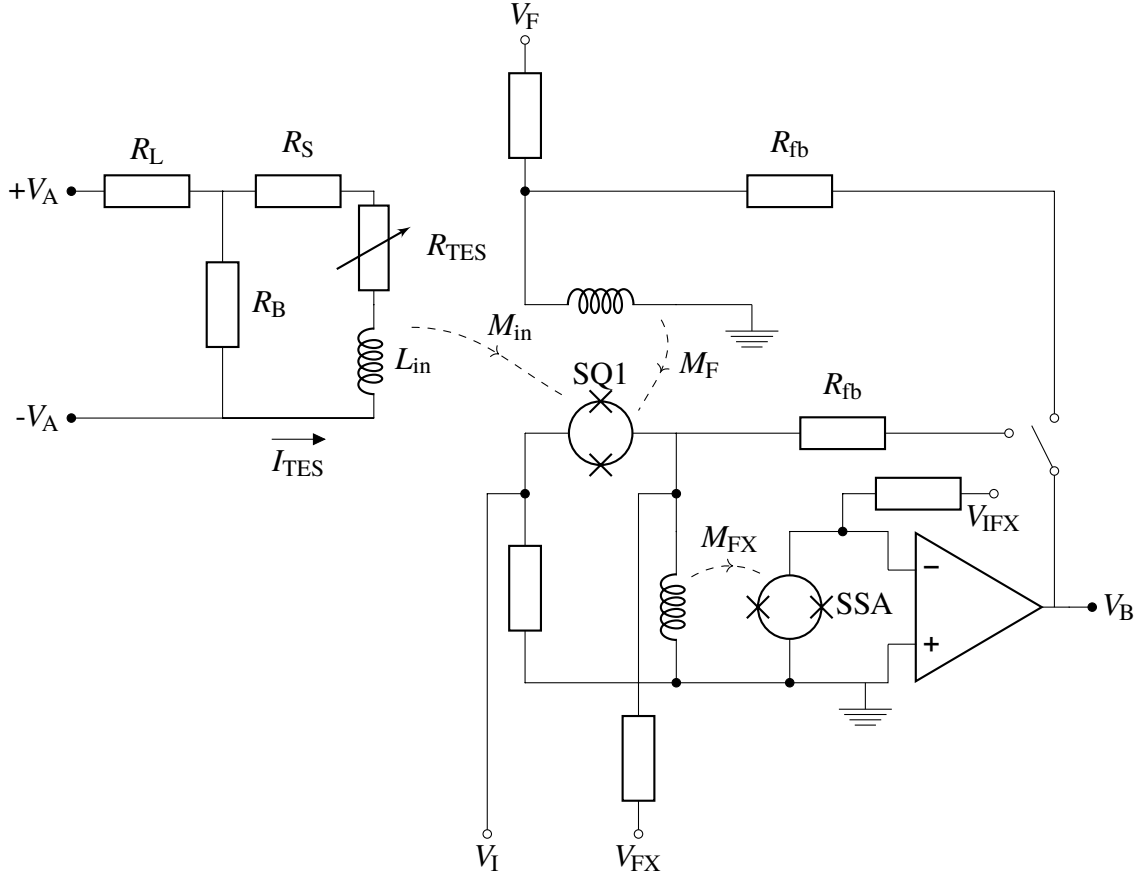 V_F
R_fb
R_L
R_S
+V_A
R_TES
R_B
M_in
L_in
M_F
SQ1
R_fb
-V_A
I_TES
V_IFX
M_FX
−
SSA
+
V_B
V_I
V_FX